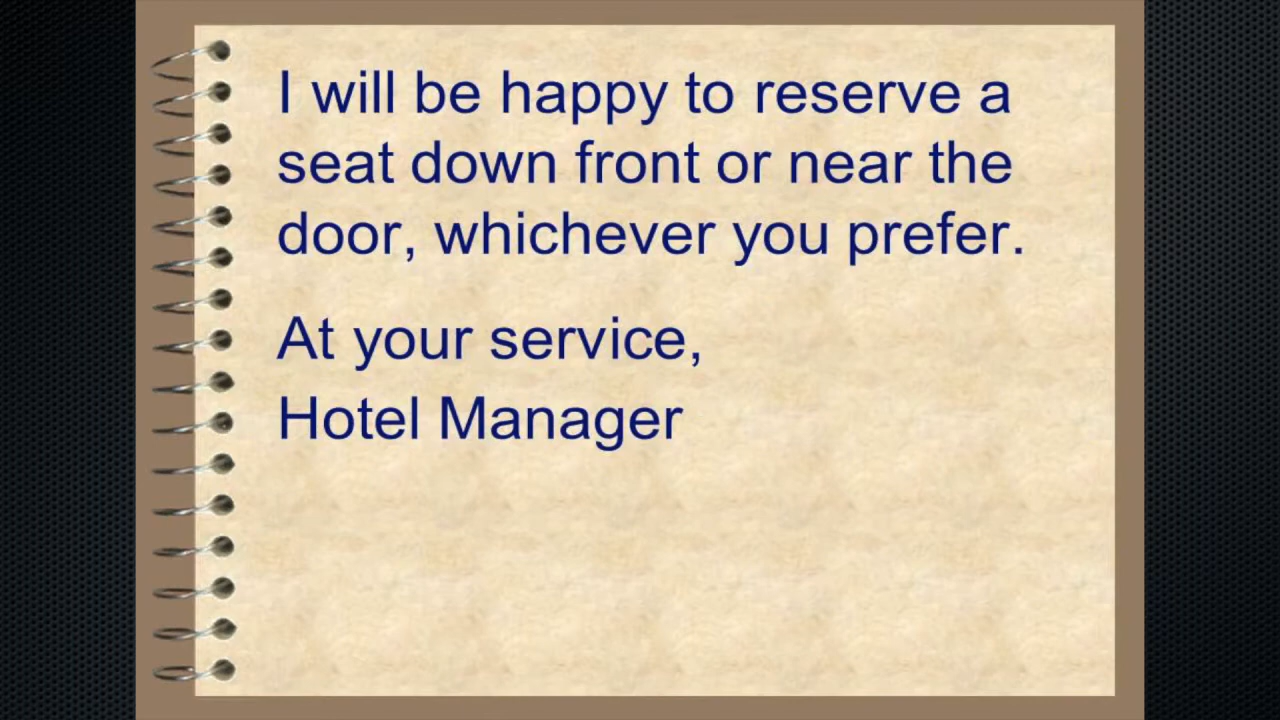 I will be happy to reserve a
seat down front or near the
door, whichever you prefer.
At your service,
Hotel Manager